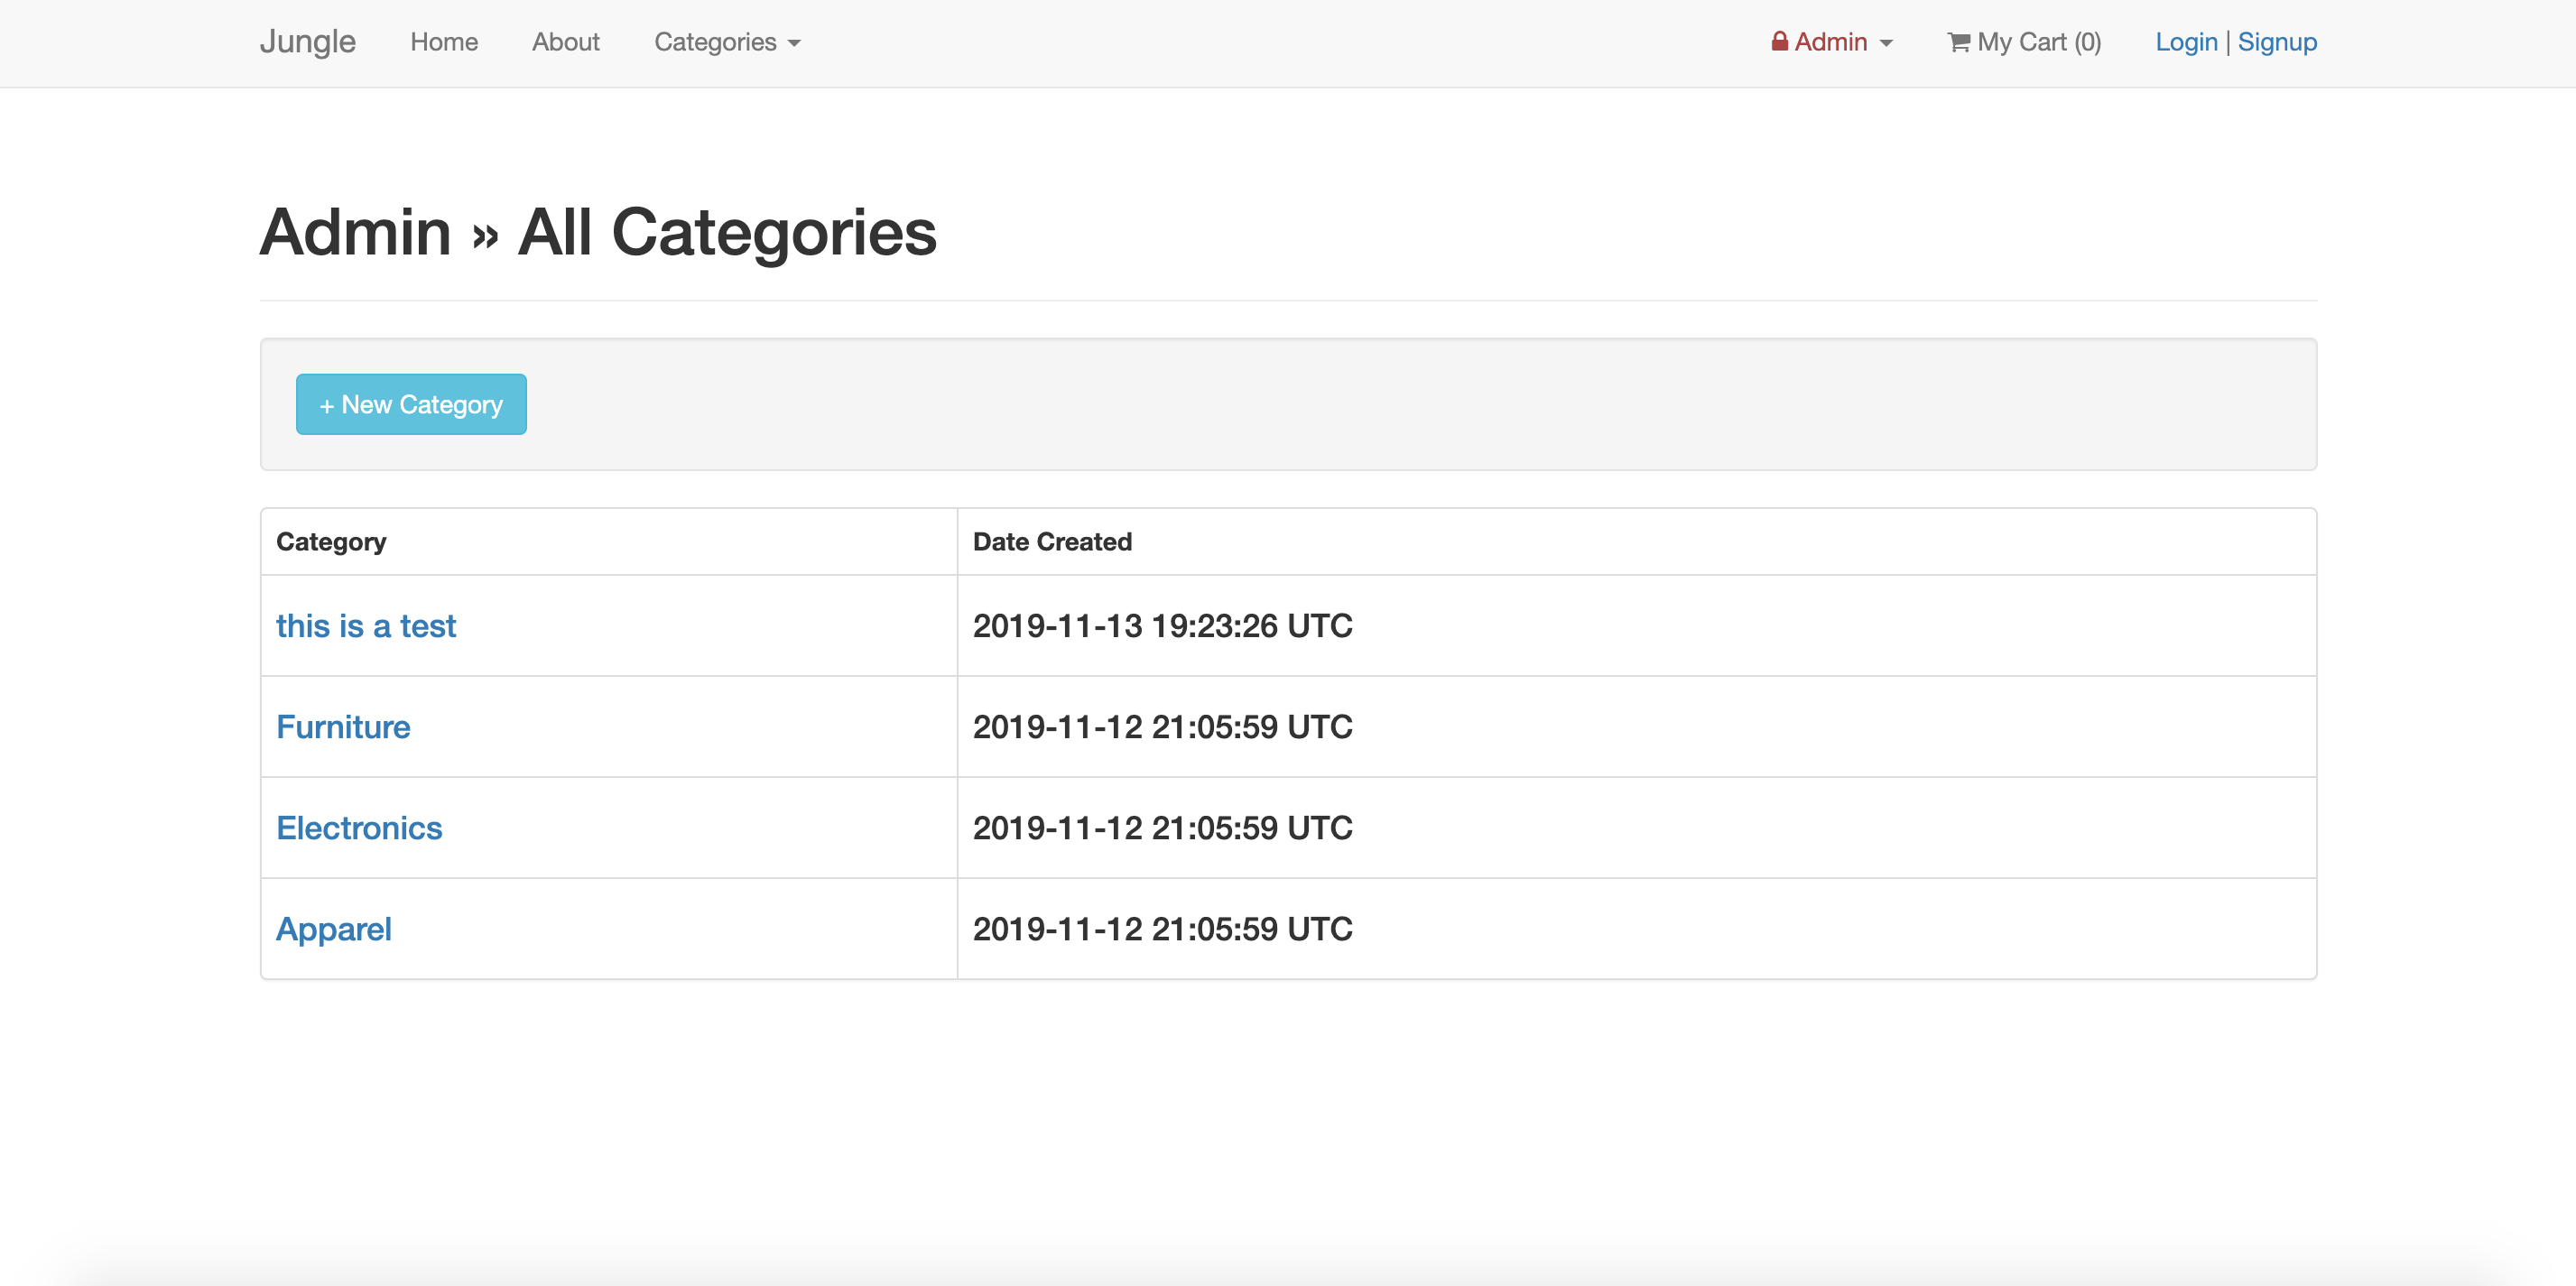 Jungle Home About Categories Admin My Cart (0) Login | Signup
Admin » All Categories
+ New Category
Category Date Created
this is a test 2019-11-13 19:23:26 UTC
Furniture 2019-11-12 21:05:59 UTC
Electronics 2019-11-12 21:05:59 UTC
Apparel 2019-11-12 21:05:59 UTC